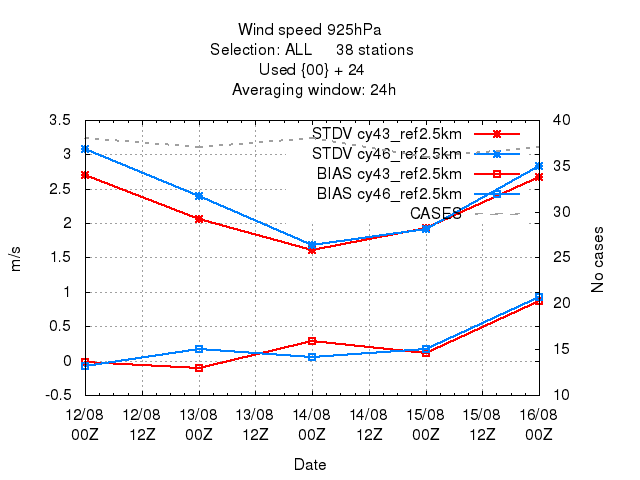 Wind speed 925hPa
Selection: ALL 38 stations
Used {00} + 24
Averaging window: 24h
3.5
3
2.5
2
1.5
1
0.5
0
-0.5
m/s
40
35
30
25
20
15
10
No cases
STDV cy43_ref2.5km
STDV cy46_ref2.5km
BIAS cy43_ref2.5km
BIAS cy46_ref2.5km
CASES
12/08 12/08 13/08 13/08 14/08 14/08 15/08 15/08 16/08
00Z 12Z 00Z 12Z 00Z 12Z 00Z 12Z 00Z
Date